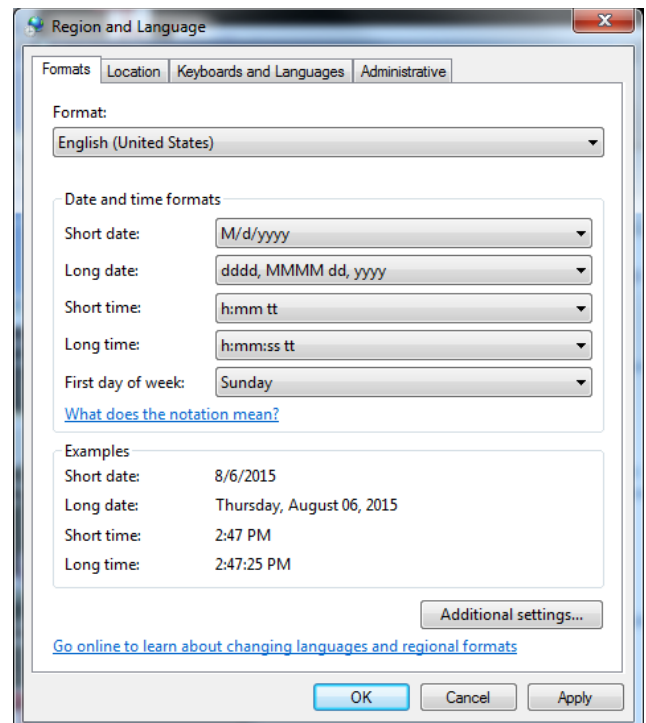 Region and Language
Formats Location Keyboards and Languages Administrative
Format:
English (United States)
Date and time formats
Short date: M/d/yyyy
Long date: dddd, MMMM dd, yyyy
Short time: h:mm tt
Long time: h:mm:ss tt
First day of week: Sunday
What does the notation mean?
Examples
Short date: 8/6/2015
Long date: Thursday, August 06, 2015
Short time: 2:47 PM
Long time: 2:47:25 PM
Additional settings...
Go online to learn about changing languages and regional formats
OK Cancel Apply